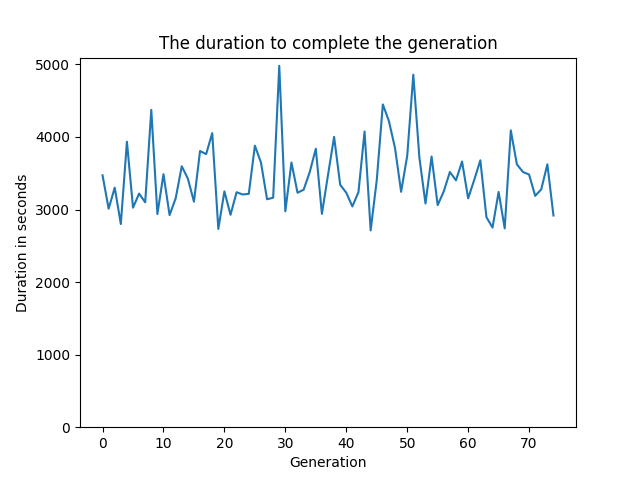 The duration to complete the generation
5000
4000
3000
2000
1000
0
Duration in seconds
0 10 20 30 40 50 60 70
Generation